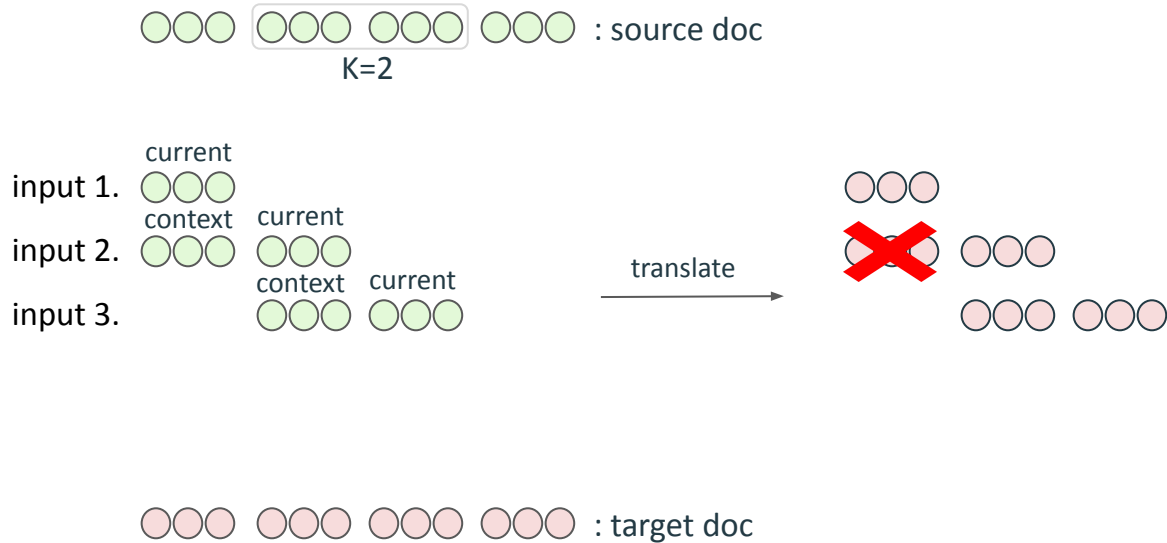 : source doc
K=2
current
input 1.
context current
input 2.
context current
translate
input 3.
: target doc